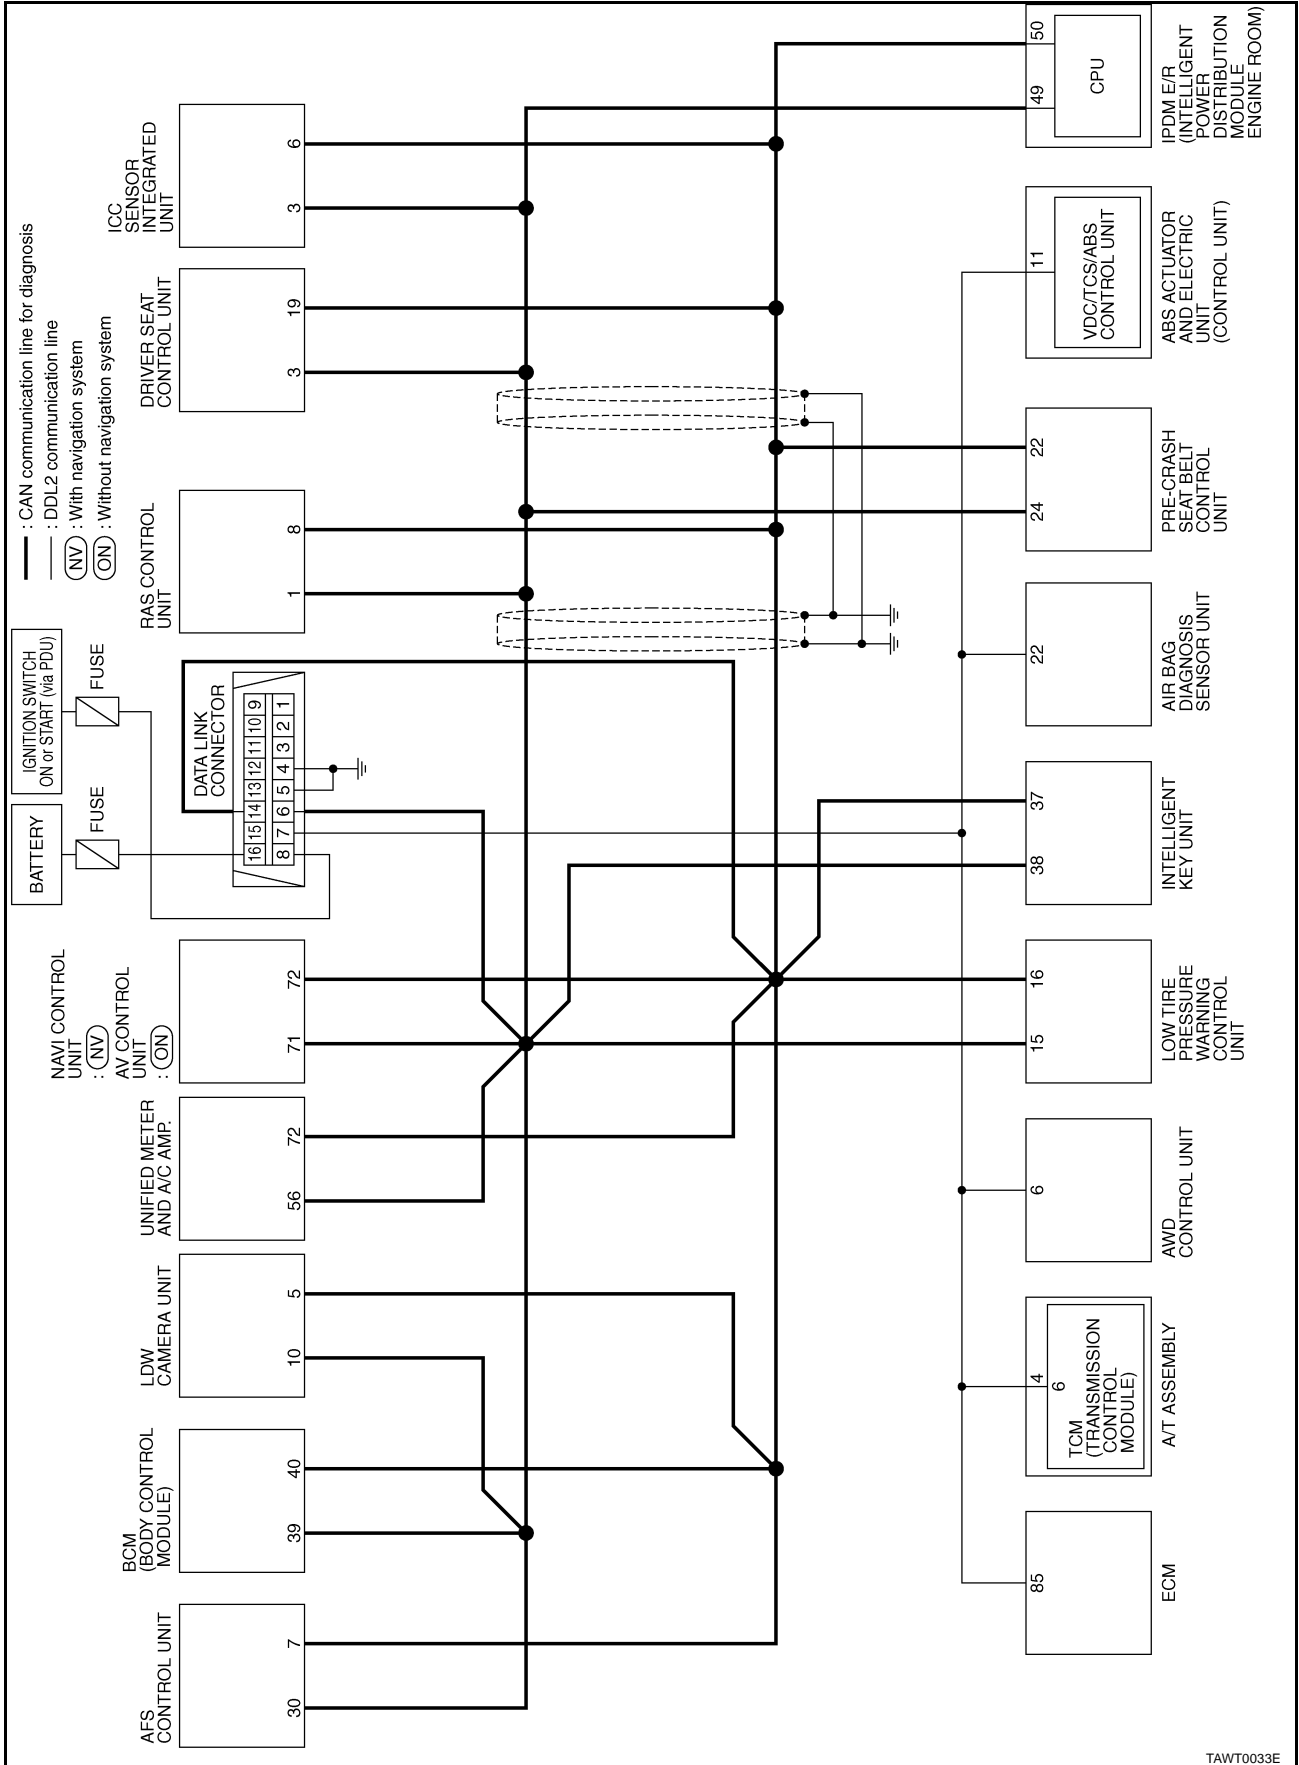 : CAN communication line for diagnosis
: DDL2 communication line
NV : With navigation system
ON : Without navigation system
BATTERY
FUSE
IGNITION SWITCH
ON or START (via PDU)
FUSE
DATA LINK
CONNECTOR
16 15 14 13 12 11 10 9
8 7 6 5 4 3 2 1
AFS
CONTROL UNIT
30
7
BCM
(BODY CONTROL
MODULE)
39
40
LDW
CAMERA UNIT
10
5
UNIFIED METER
AND A/C AMP.
56
72
NAVI CONTROL
UNIT
: NV
AV CONTROL
UNIT
: ON
71
72
RAS CONTROL
UNIT
1
8
DRIVER SEAT
CONTROL UNIT
3
19
ICC
SENSOR
INTEGRATED
UNIT
3
6
85
ECM
4
6
TCM
(TRANSMISSION
CONTROL
MODULE)
A/T ASSEMBLY
6
AWD
CONTROL UNIT
15
16
LOW TIRE
PRESSURE
WARNING
CONTROL
UNIT
38
37
INTELLIGENT
KEY UNIT
22
AIR BAG
DIAGNOSIS
SENSOR UNIT
24
22
PRE-CRASH
SEAT BELT
CONTROL
UNIT
11
VDC/TCS/ABS
CONTROL UNIT
ABS ACTUATOR
AND ELECTRIC
UNIT
(CONTROL UNIT)
49
50
CPU
IPDM E/R
(INTELLIGENT
POWER
DISTRIBUTION
MODULE
ENGINE ROOM)
TAWT0033E